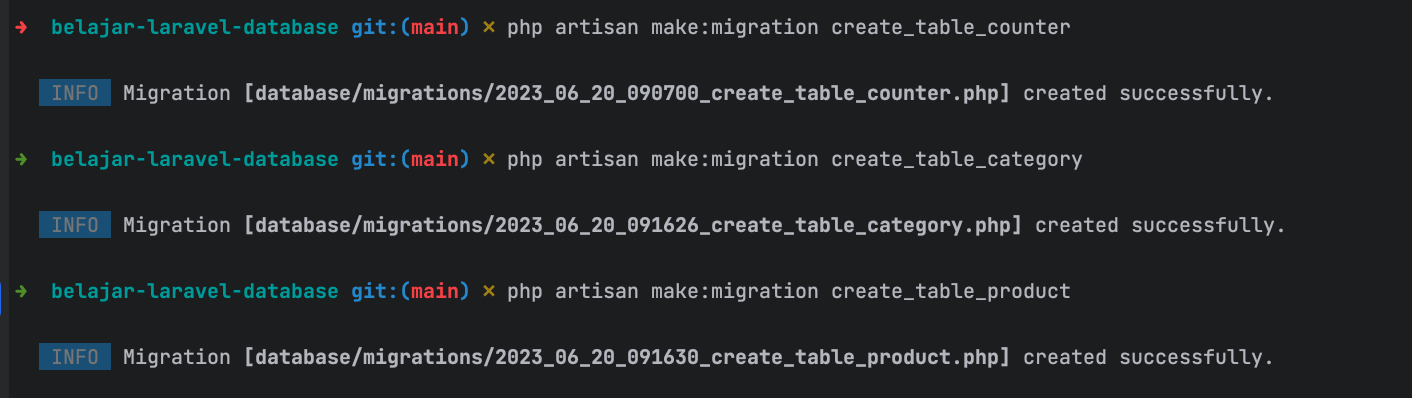 ➜ belajar-laravel-database git:(main) ✗ php artisan make:migration create_table_counter
INFO Migration [database/migrations/2023_06_20_090700_create_table_counter.php] created successfully.
➜ belajar-laravel-database git:(main) ✗ php artisan make:migration create_table_category
INFO Migration [database/migrations/2023_06_20_091626_create_table_category.php] created successfully.
➜ belajar-laravel-database git:(main) ✗ php artisan make:migration create_table_product
INFO Migration [database/migrations/2023_06_20_091630_create_table_product.php] created successfully.